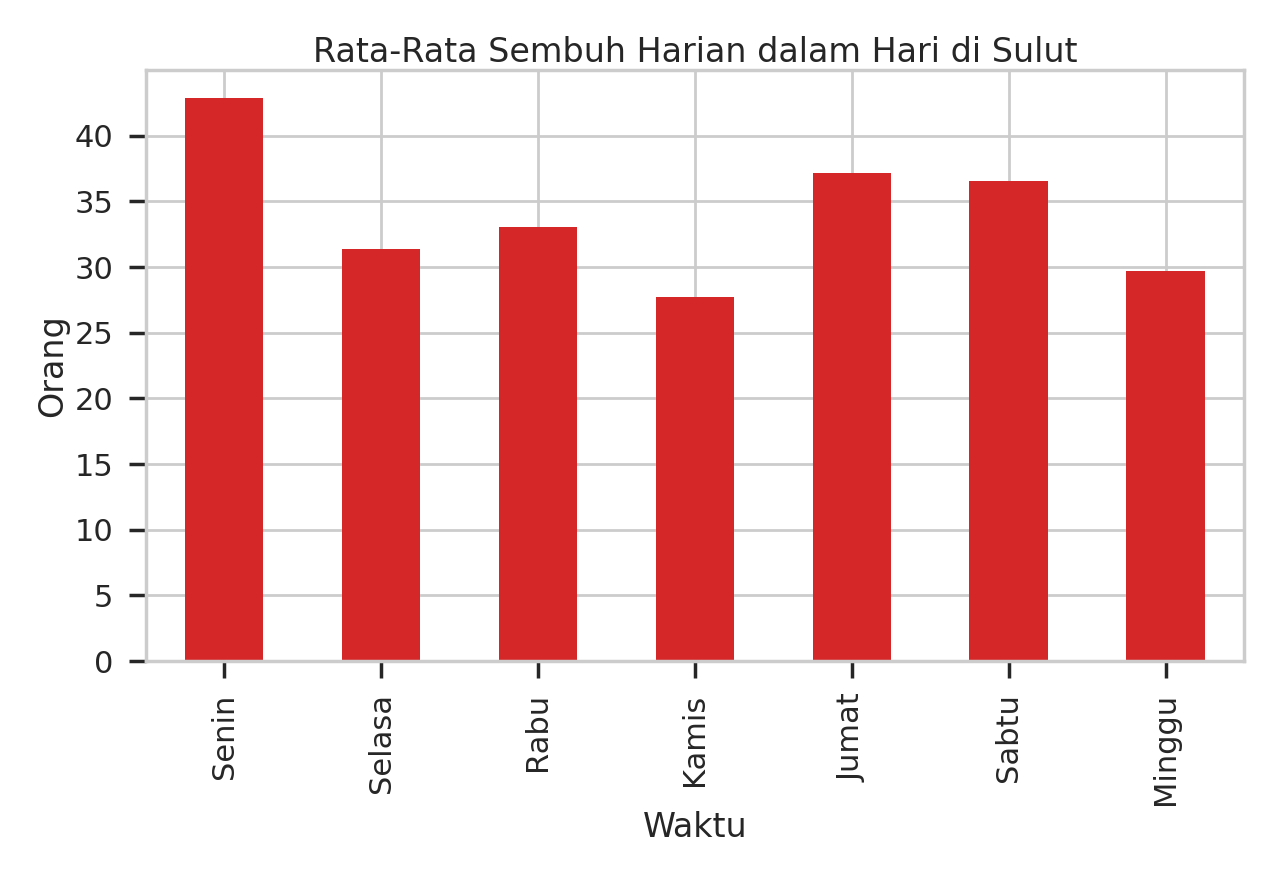 Rata-Rata Sembuh Harian dalam Hari di Sulut
Orang
40
35
30
25
20
15
10
5
0
Senin
Selasa
Rabu
Kamis
Jumat
Sabtu
Minggu
Waktu